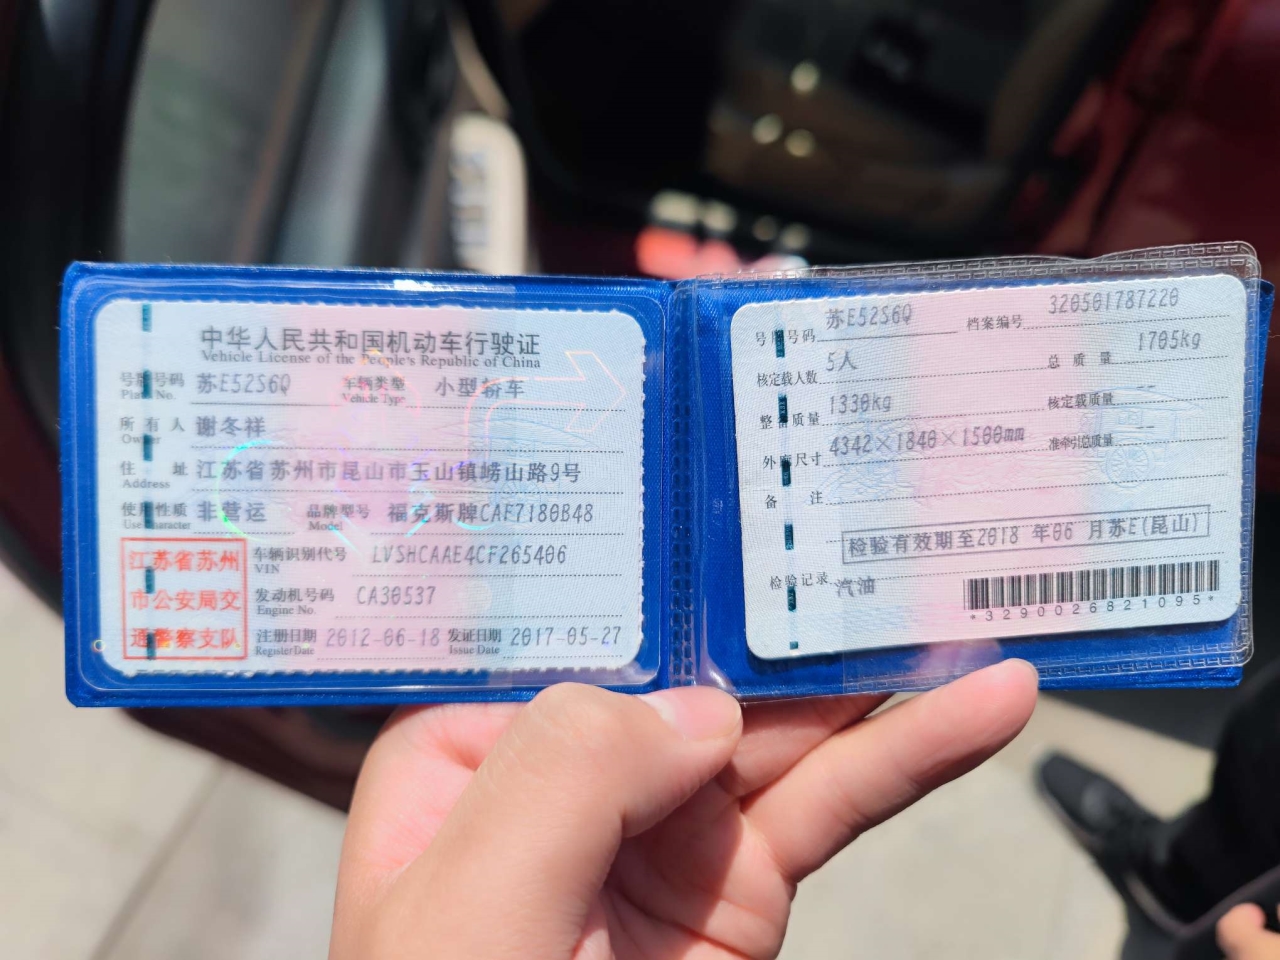 中华人民共和国机动车行驶证
Vehicle License of the People's Republic of China
号牌号码 苏E52S6Q 车辆类型 小型轿车
Plate No. Vehicle Type
所有人 谢冬祥
Owner
住址 江苏省苏州市昆山市玉山镇崂山路9号
Address
使用性质 非营运 品牌型号 福克斯牌CAF7180B48
Use Character Model
江苏省苏州
市公安局交
通警察支队
车辆识别代号 LVSHCAAE4CF265406
VIN
发动机号码 CA30537
Engine No.
注册日期 2012-06-18 发证日期 2017-05-27
Register Date Issue Date
号牌号码 苏E52S6Q 档案编号 320501787220
核定载人数 5人 总质量 1705kg
整备质量 1330kg 核定载质量 --
外廓尺寸 4342×1840×1500mm 准牵引总质量 --
备注
检验有效期至2018 年06 月苏E(昆山)
检验记录 汽油
*3290026821095*